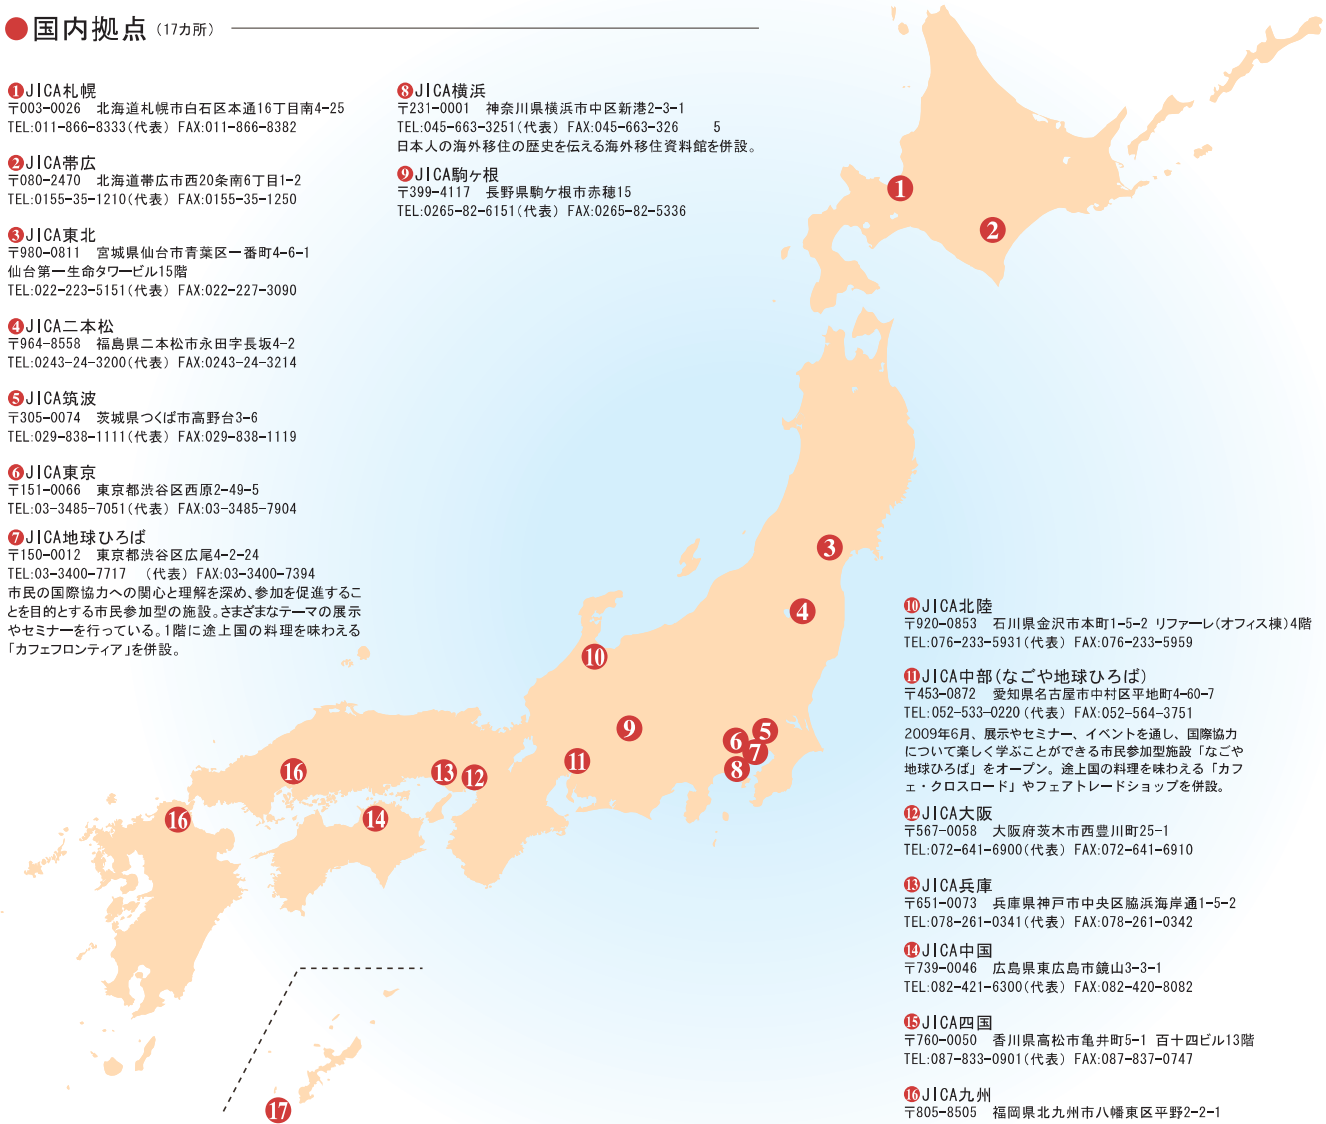 ●国内拠点（17カ所）
❶JICA札幌
〒003-0026　北海道札幌市白石区本通16丁目南4-25
TEL:011-866-8333（代表） FAX:011-866-8382
❷JICA帯広
〒080-2470　北海道帯広市西20条南6丁目1-2
TEL:0155-35-1210（代表） FAX:0155-35-1250
❸JICA東北
〒980-0811　宮城県仙台市青葉区一番町4-6-1
仙台第一生命タワービル15階
TEL:022-223-5151（代表） FAX:022-227-3090
❹JICA二本松
〒964-8558　福島県二本松市永田字長坂4-2
TEL:0243-24-3200（代表） FAX:0243-24-3214
❺JICA筑波
〒305-0074　茨城県つくば市高野台3-6
TEL:029-838-1111（代表） FAX:029-838-1119
❻JICA東京
〒151-0066　東京都渋谷区西原2-49-5
TEL:03-3485-7051（代表） FAX:03-3485-7904
❼JICA地球ひろば
〒150-0012　東京都渋谷区広尾4-2-24
TEL:03-3400-7717　（代表） FAX:03-3400-7394
市民の国際協力への関心と理解を深め、参加を促進するこ
とを目的とする市民参加型の施設。さまざまなテーマの展示
やセミナーを行っている。1階に途上国の料理を味わえる
「カフェフロンティア」を併設。
❽JICA横浜
〒231-0001　神奈川県横浜市中区新港2-3-1
TEL:045-663-3251（代表） FAX:045-663-326　　5
日本人の海外移住の歴史を伝える海外移住資料館を併設。
❾JICA駒ヶ根
〒399-4117　長野県駒ケ根市赤穂15
TEL:0265-82-6151（代表） FAX:0265-82-5336
❿JICA北陸
〒920-0853　石川県金沢市本町1-5-2 リファーレ（オフィス棟）4階
TEL:076-233-5931（代表） FAX:076-233-5959
⓫JICA中部（なごや地球ひろば）
〒453-0872　愛知県名古屋市中村区平池町4-60-7
TEL:052-533-0220（代表） FAX:052-564-3751
2009年6月、展示やセミナー、イベントを通し、国際協力
について楽しく学ぶことができる市民参加型施設「なごや
地球ひろば」をオープン。途上国の料理を味わえる「カフ
ェ・クロスロード」やフェアトレードショップを併設。
⓬JICA大阪
〒567-0058　大阪府茨木市西豊川町25-1
TEL:072-641-6900（代表） FAX:072-641-6910
⓭JICA兵庫
〒651-0073　兵庫県神戸市中央区脇浜海岸通1-5-2
TEL:078-261-0341（代表） FAX:078-261-0342
⓮JICA中国
〒739-0046　広島県東広島市鏡山3-3-1
TEL:082-421-6300（代表） FAX:082-420-8082
⓯JICA四国
〒760-0050　香川県高松市亀井町5-1 百十四ビル13階
TEL:087-833-0901（代表） FAX:087-837-0747
⓰JICA九州
〒805-8505　福岡県北九州市八幡東区平野2-2-1
1
2
3
4
10
9
5
6
7
8
11
13
12
16
14
16
17